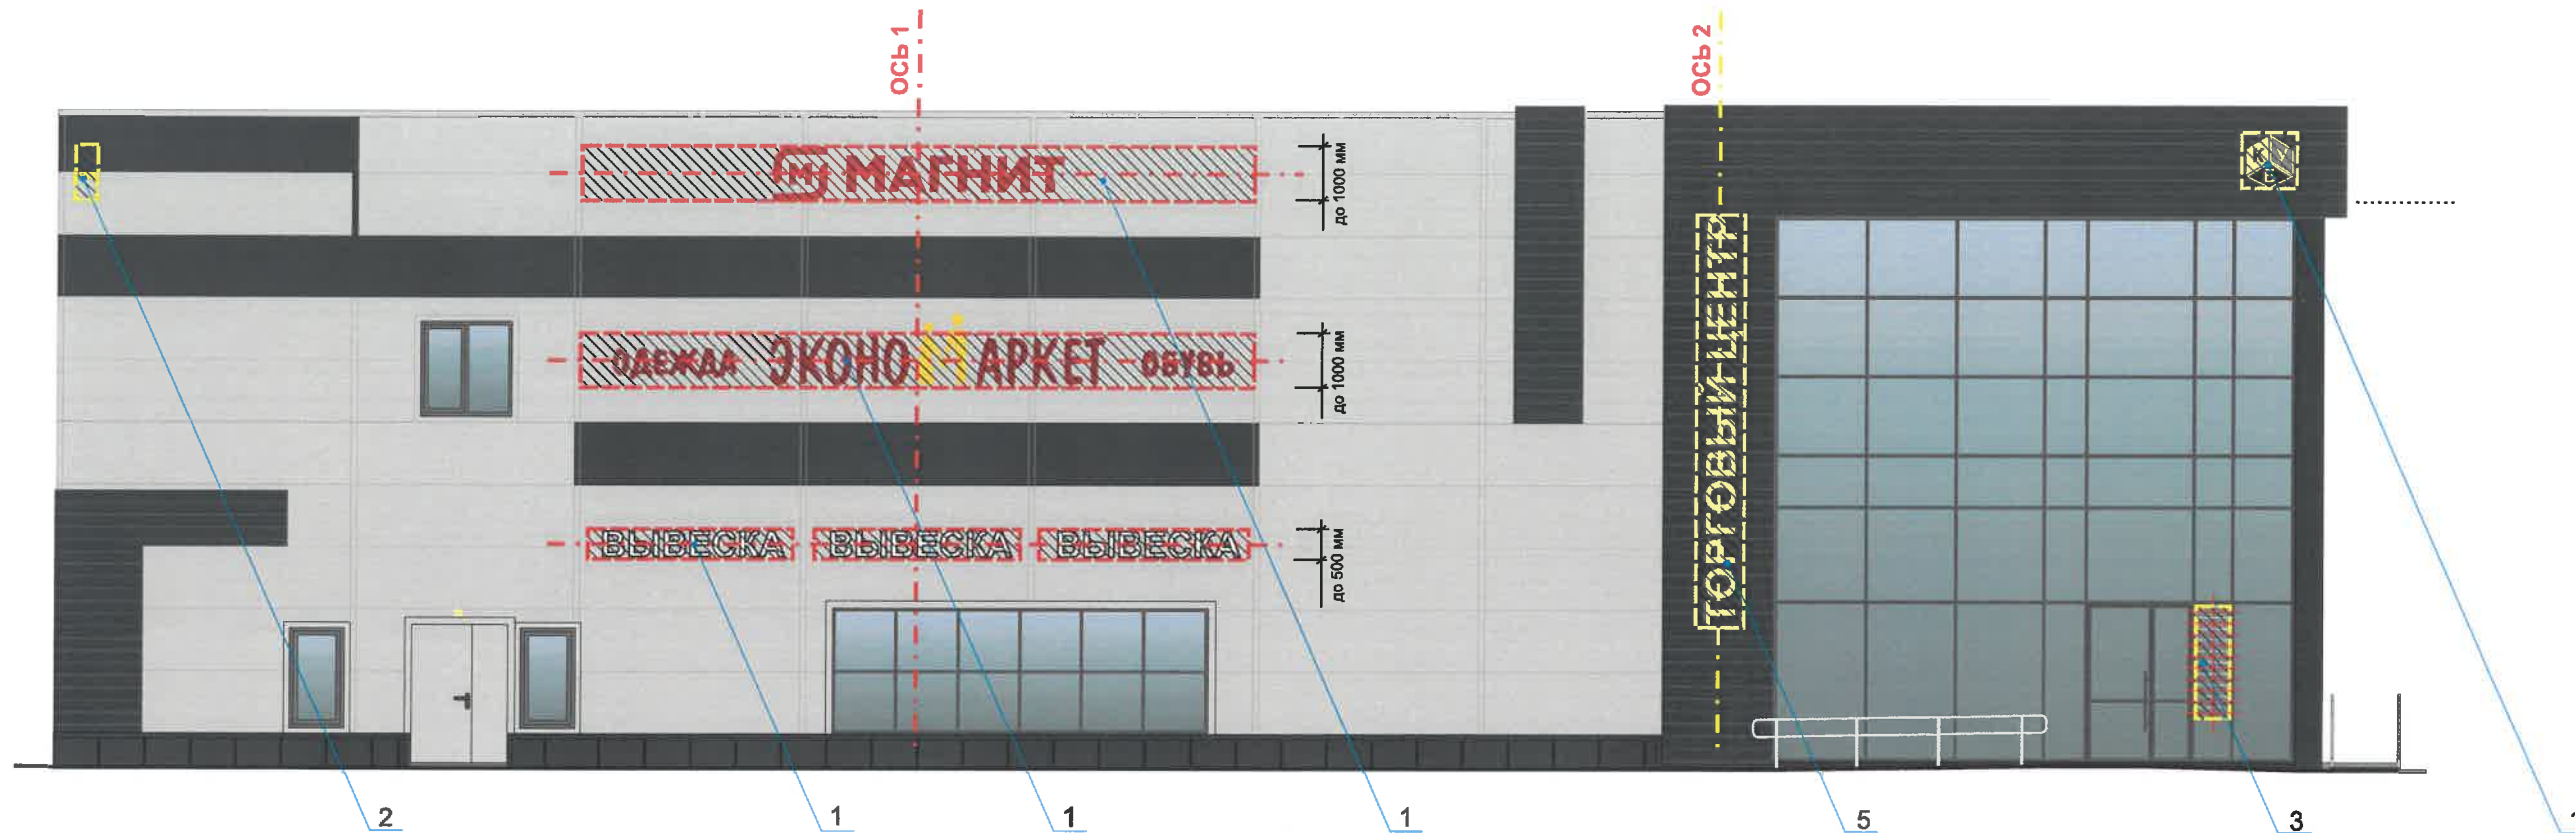 ОСЬ 1
ОСЬ 2
М МАГНИТ
до 1000 мм
К М
В
ОДЕЖДА ЭКОНОМАРКЕТ ОБУВЬ
до 1000 мм
ТОРГОВЫЙ ЦЕНТР
ВЫВЕСКА ВЫВЕСКА ВЫВЕСКА
до 500 мм
2 1 1 1 5 3